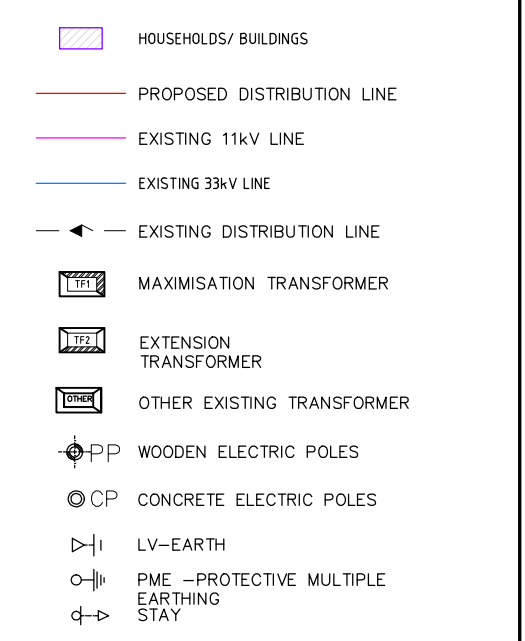 HOUSEHOLDS/ BUILDINGS
PROPOSED DISTRIBUTION LINE
EXISTING 11kV LINE
EXISTING 33kV LINE
EXISTING DISTRIBUTION LINE
TF1 MAXIMISATION TRANSFORMER
TF2 EXTENSION
TRANSFORMER
OTHER OTHER EXISTING TRANSFORMER
PP WOODEN ELECTRIC POLES
CP CONCRETE ELECTRIC POLES
LV-EARTH
PME -PROTECTIVE MULTIPLE
EARTHING
STAY